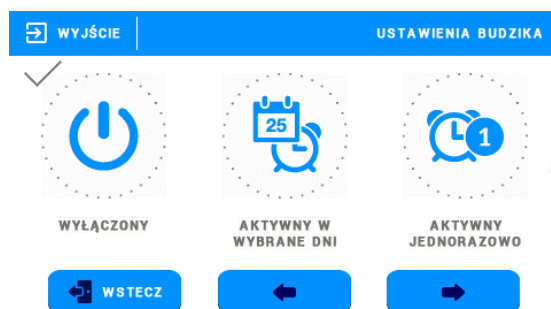 WYJŚCIE
USTAWIENIA BUDZIKA
25
1
WYŁĄCZONY
AKTYWNY W
WYBRANE DNI
AKTYWNY
JEDNORAZOWO
WSTECZ